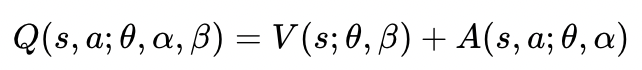 Q(s, a; θ, α, β) = V(s; θ, β) + A(s, a; θ, α)